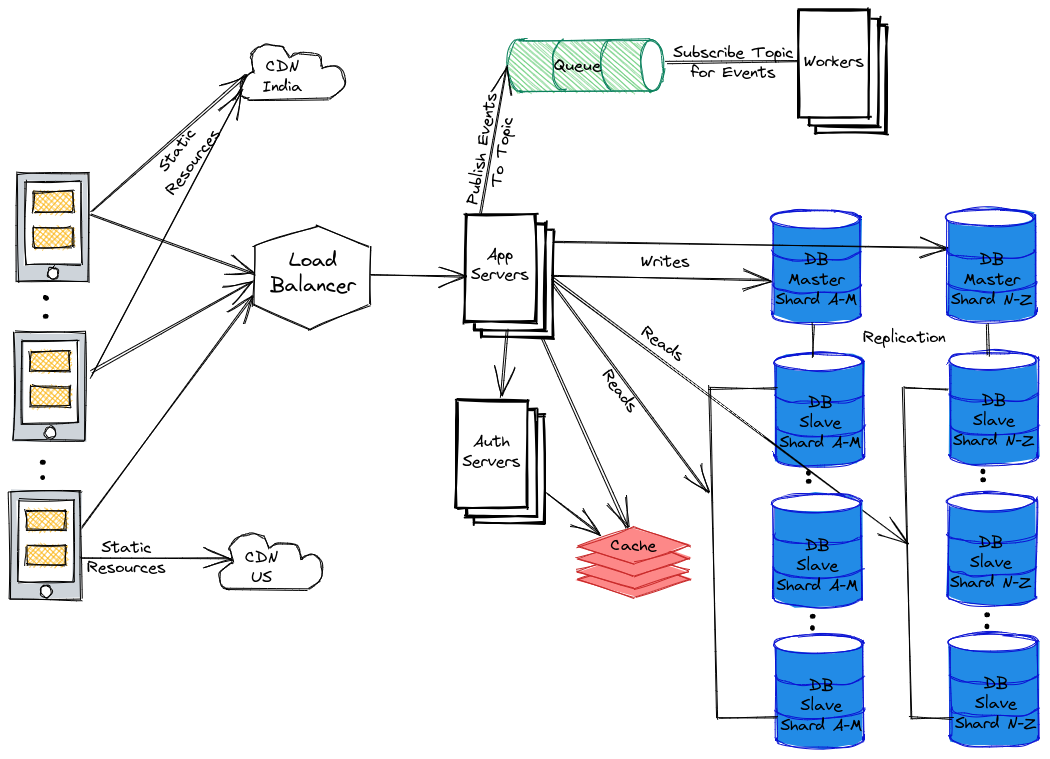 CDN
India
Static
Resources
Load
Balancer
Static
Resources
CDN
US
Publish Events
To Topic
Queue
Subscribe Topic
for Events
Workers
App
Servers
Auth
Servers
Cache
Writes
Reads
Reads
DB
Master
Shard A-M
DB
Master
Shard N-Z
Replication
DB
Slave
Shard A-M
DB
Slave
Shard N-Z
DB
Slave
Shard A-M
DB
Slave
Shard N-Z
DB
Slave
Shard A-M
DB
Slave
Shard N-Z